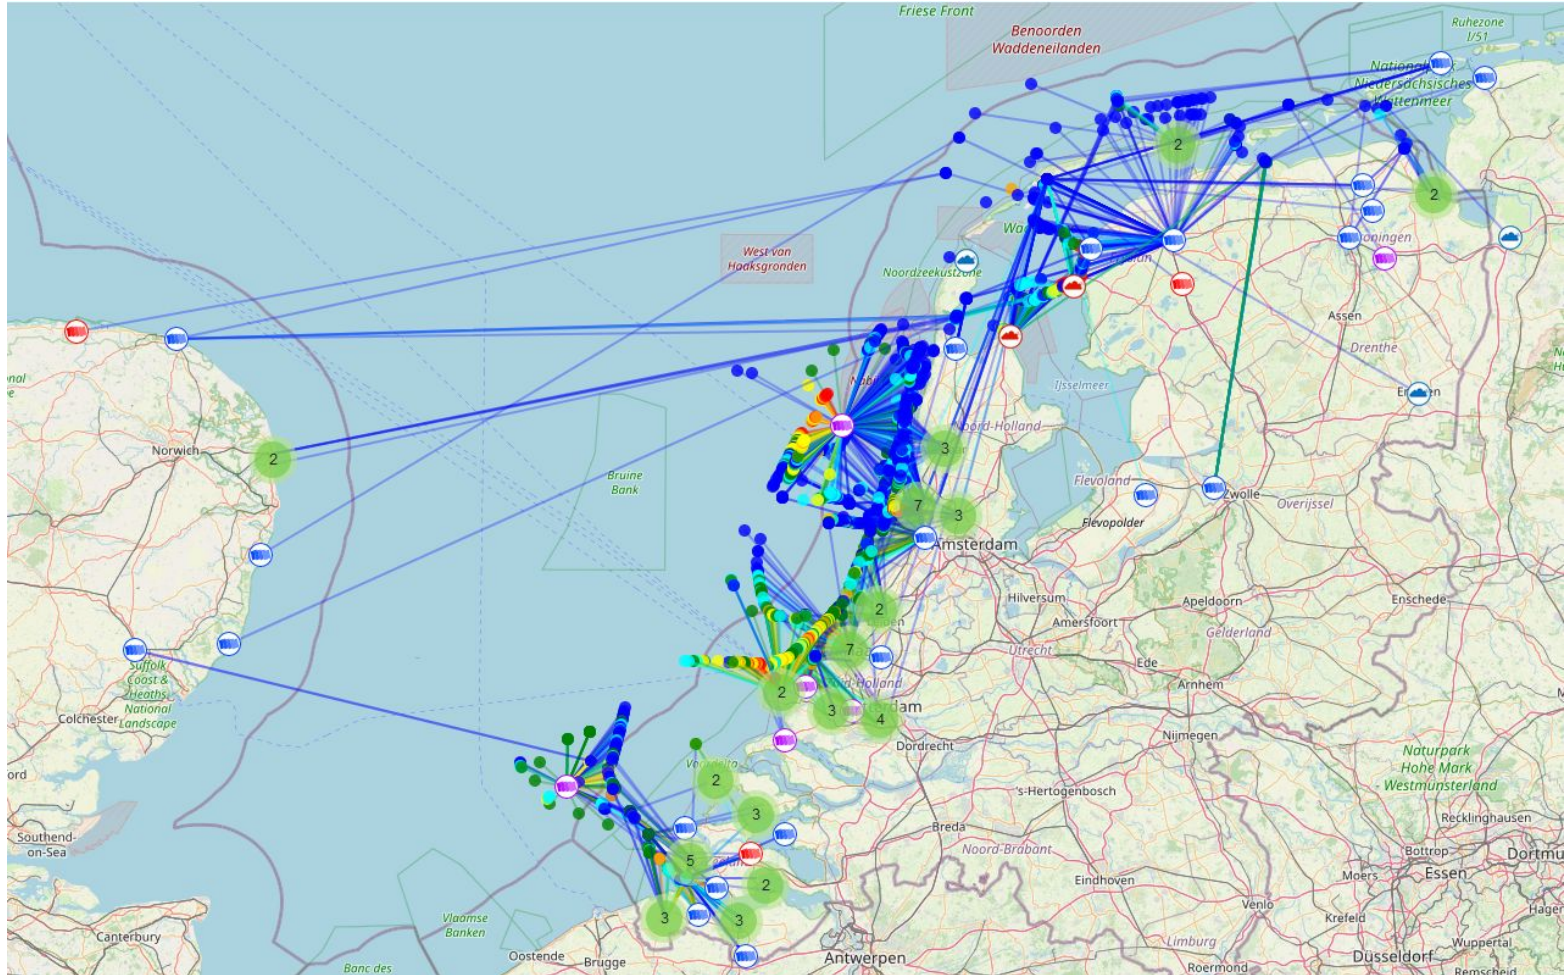 Friese Front
Benoorden
Waddeneilanden
Ruhezone
I/51
Niedersächsisches
Wattenmeer
2
2
West van
Haaksgronden
Noordzeekustzone
Assen
Drenthe
IJsselmeer
Noord-Holland
Norwich
2
3
Bruine
Bank
Flevoland
Zwolle
Overijssel
7
3
Flevopolder
Amsterdam
Hilversum
Apeldoorn
Enschede
2
Amersfoort
Gelderland
7
Utrecht
Ede
Suffolk
Coast &
Heaths
National
Landscape
Arnhem
2
Colchester
3
4
Dordrecht
Nijmegen
Naturpark
Hohe Mark
Westmünsterland
2
's-Hertogenbosch
3
Southend-
on-Sea
Breda
Recklinghausen
Noord-Brabant
Bottrop
5
Essen
Moers
Eindhoven
2
Venlo
Vlaamse
Banken
3
3
Krefeld
Canterbury
Wuppertal
Limburg
Oostende
Brugge
Antwerpen
Düsseldorf
Banc des
Roermond
Remscheid